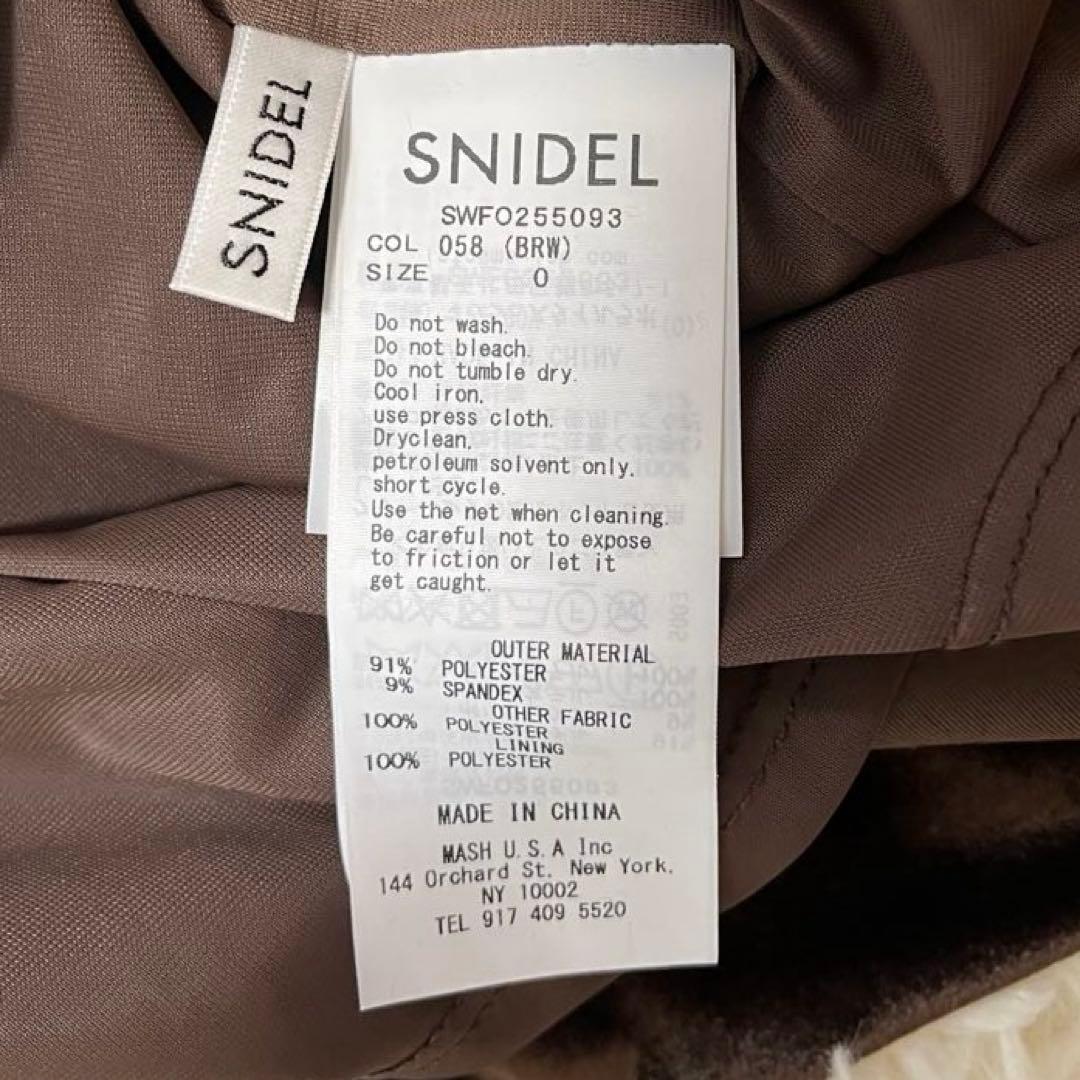 SNIDEL
SNIDEL
SWFO255093
COL 058 (BRW)
SIZE 0
Do not wash.
Do not bleach.
Do not tumble dry.
Cool iron.
use press cloth.
Dryclean.
petroleum solvent only.
short cycle.
Use the net when cleaning.
Be careful not to expose
to friction or let it
get caught.
OUTER MATERIAL
91% POLYESTER
9% SPANDEX
OTHER FABRIC
100% POLYESTER
LINING
100% POLYESTER
MADE IN CHINA
MASH U.S.A Inc
144 Orchard St. New York.
NY 10002
TEL 917 409 5520